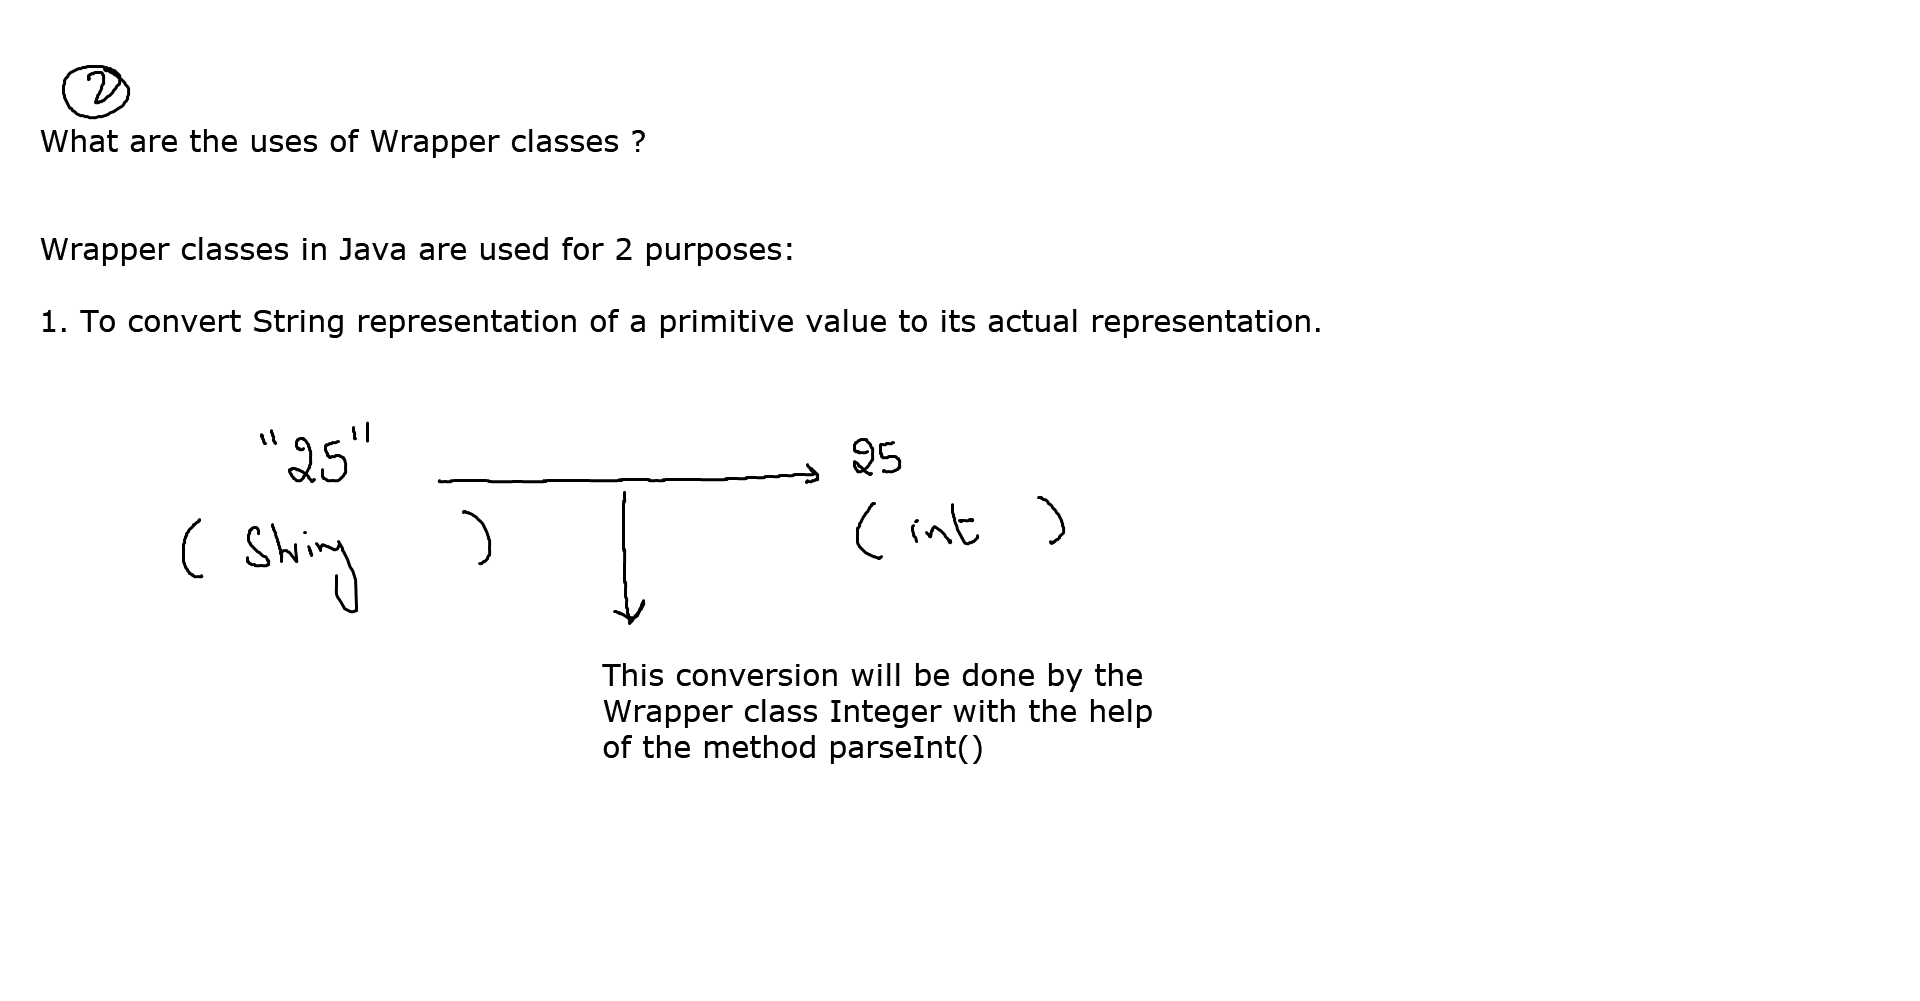 2
What are the uses of Wrapper classes ?
Wrapper classes in Java are used for 2 purposes:
1. To convert String representation of a primitive value to its actual representation.
"25" 25
( String ) ( int )
This conversion will be done by the
Wrapper class Integer with the help
of the method parseInt()